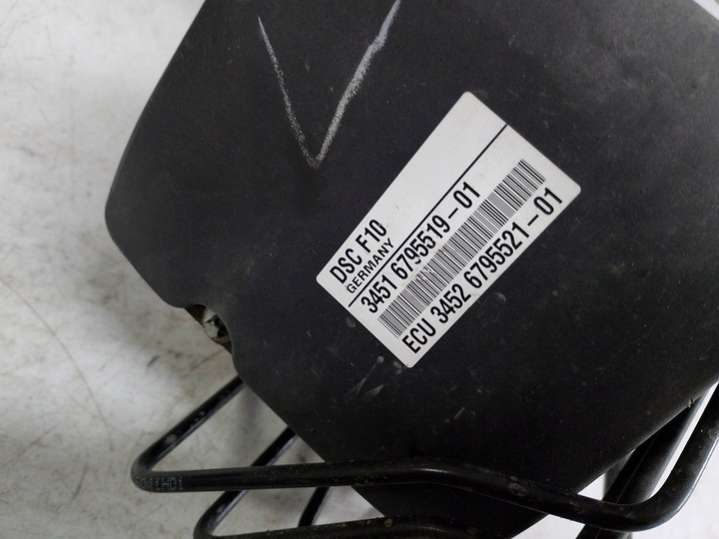 DSC F10
GERMANY
3451 6795519-01
ECU 3452 6795521-01